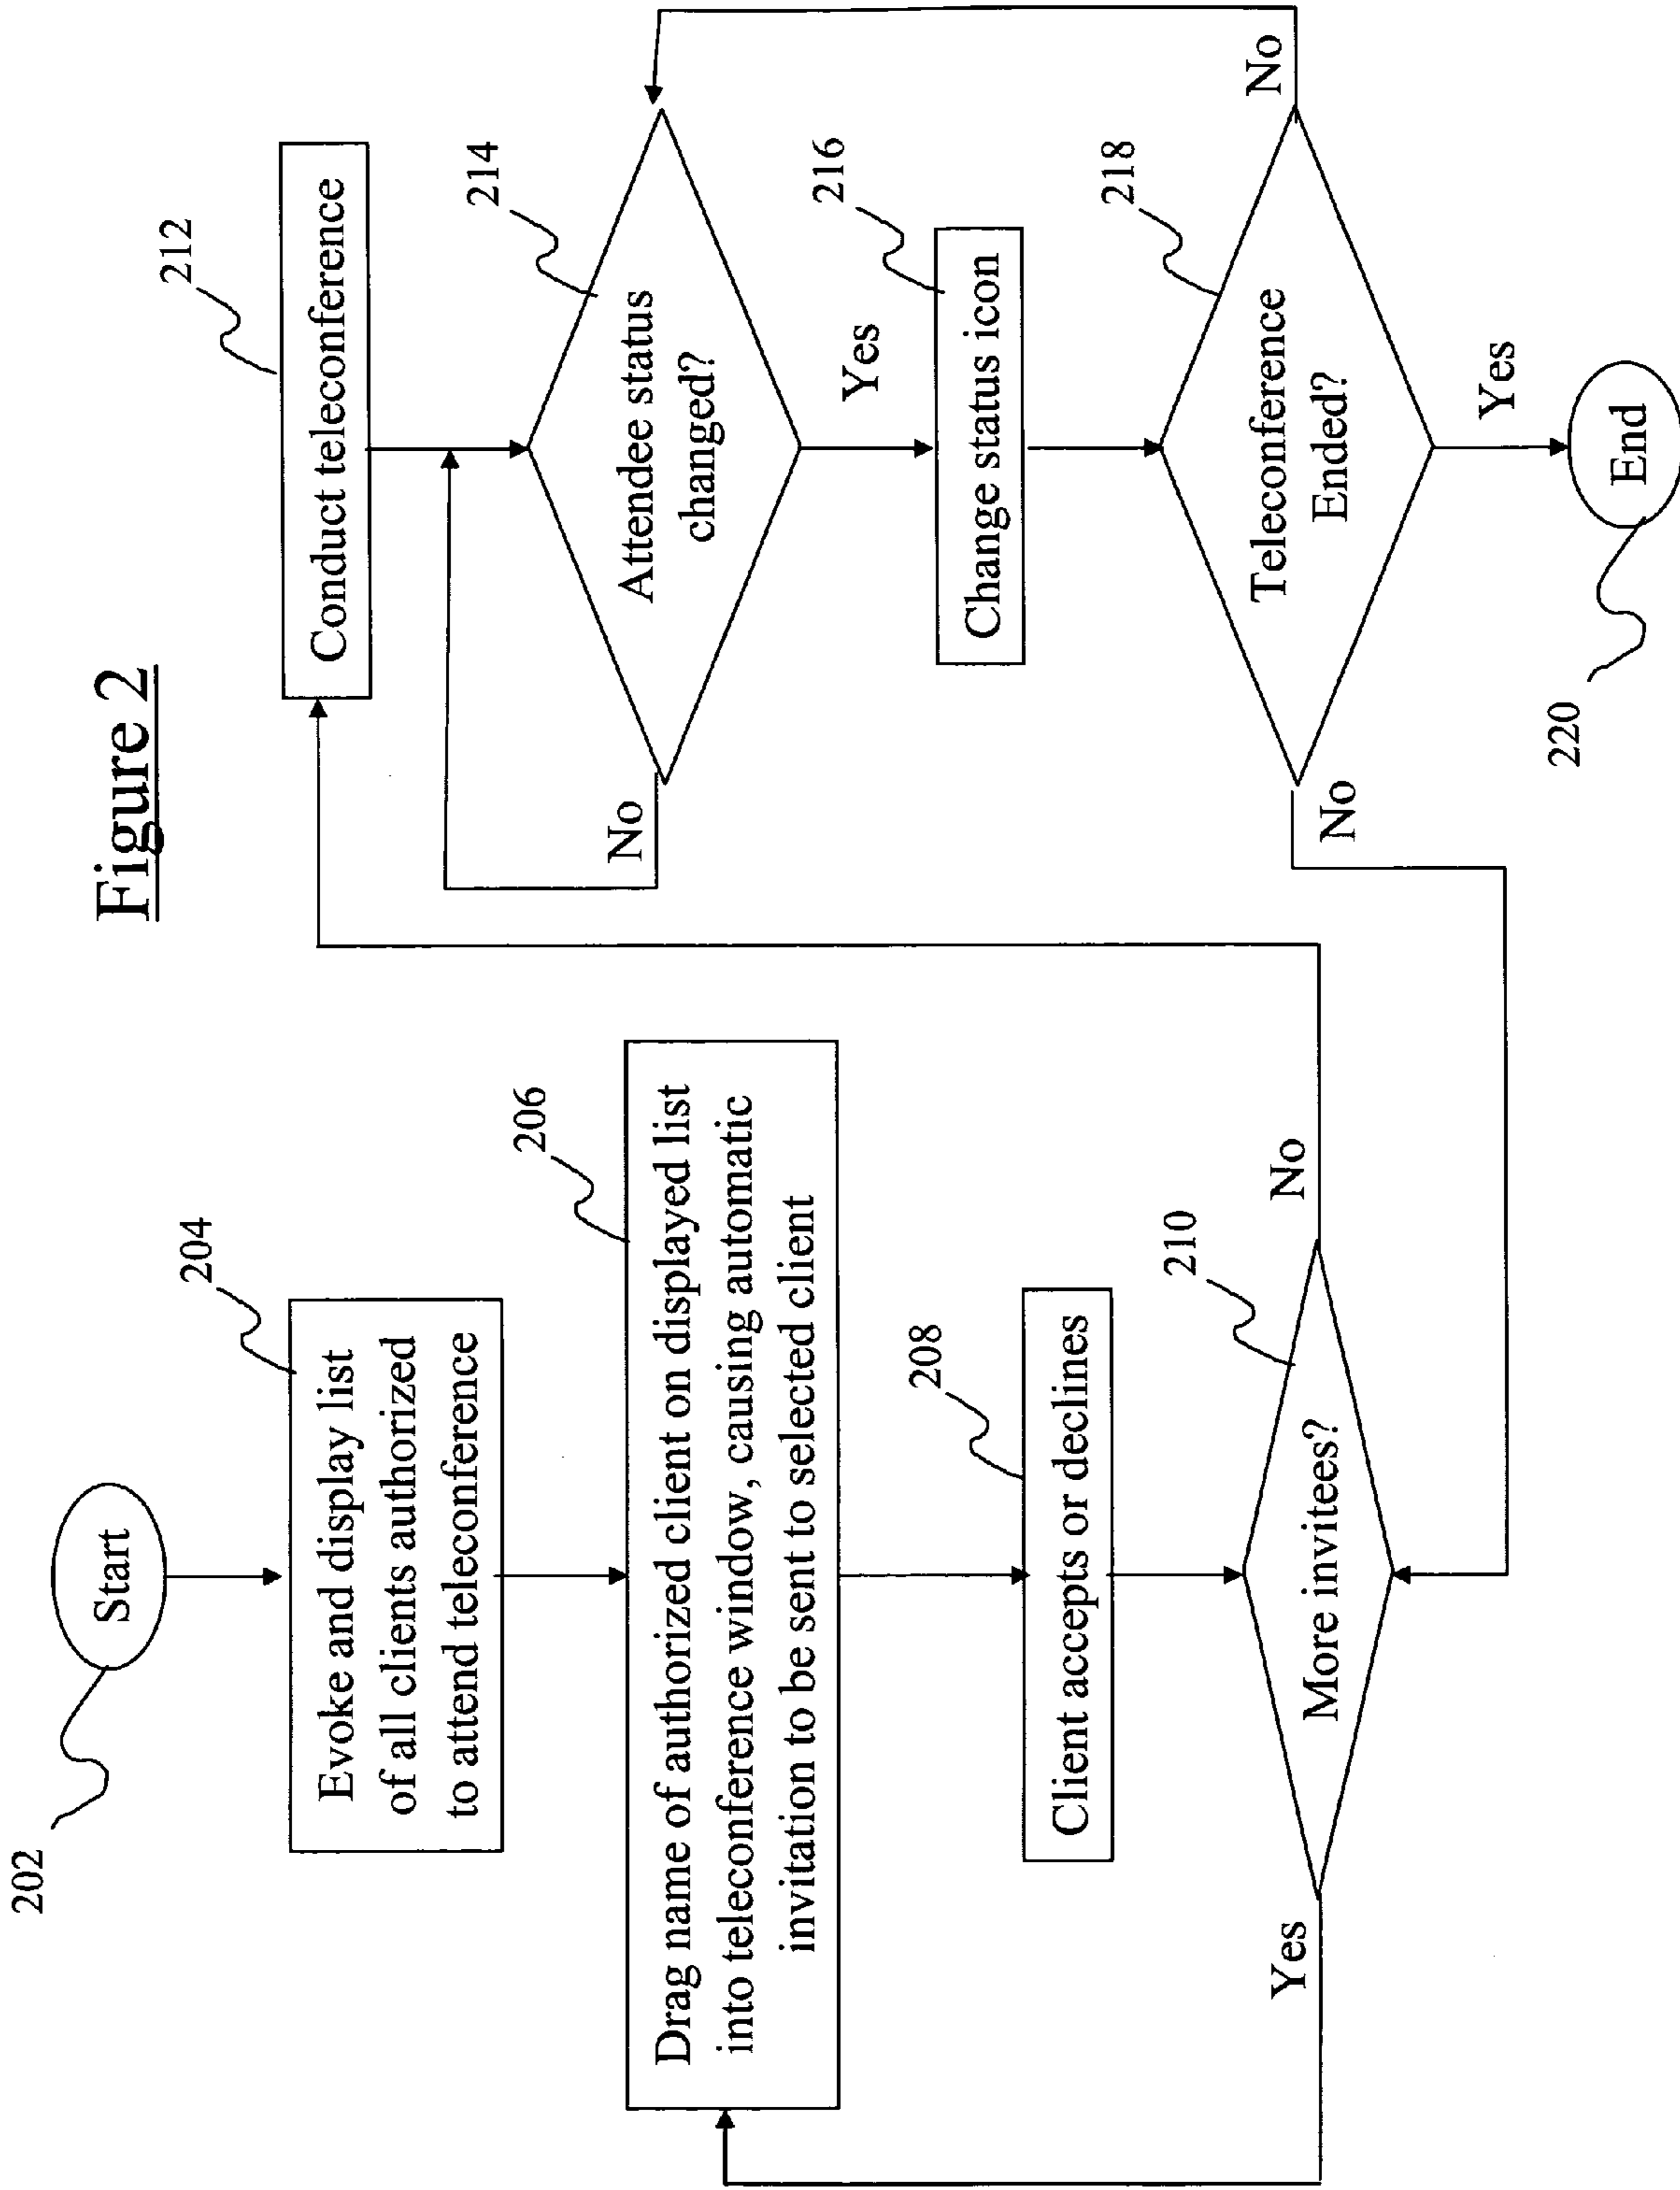 Figure 2
202
Start
204
Evoke and display list
of all clients authorized
to attend teleconference
206
Drag name of authorized client on displayed list
into teleconference window, causing automatic
invitation to be sent to selected client
208
Client accepts or declines
210
More invitees?
Yes
No
212
Conduct teleconference
214
Attendee status
changed?
No
Yes
216
Change status icon
218
Teleconference
Ended?
No
No
Yes
220
End